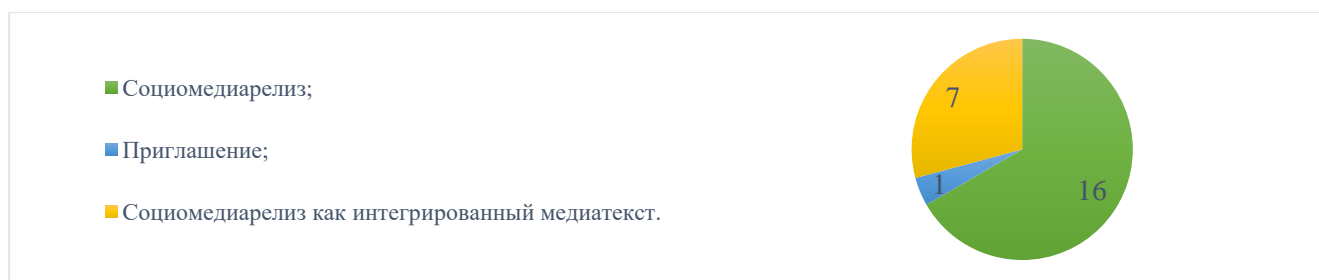 Социомедиарелиз;
Приглашение;
Социомедиарелиз как интегрированный медиатекст.
7
1
16